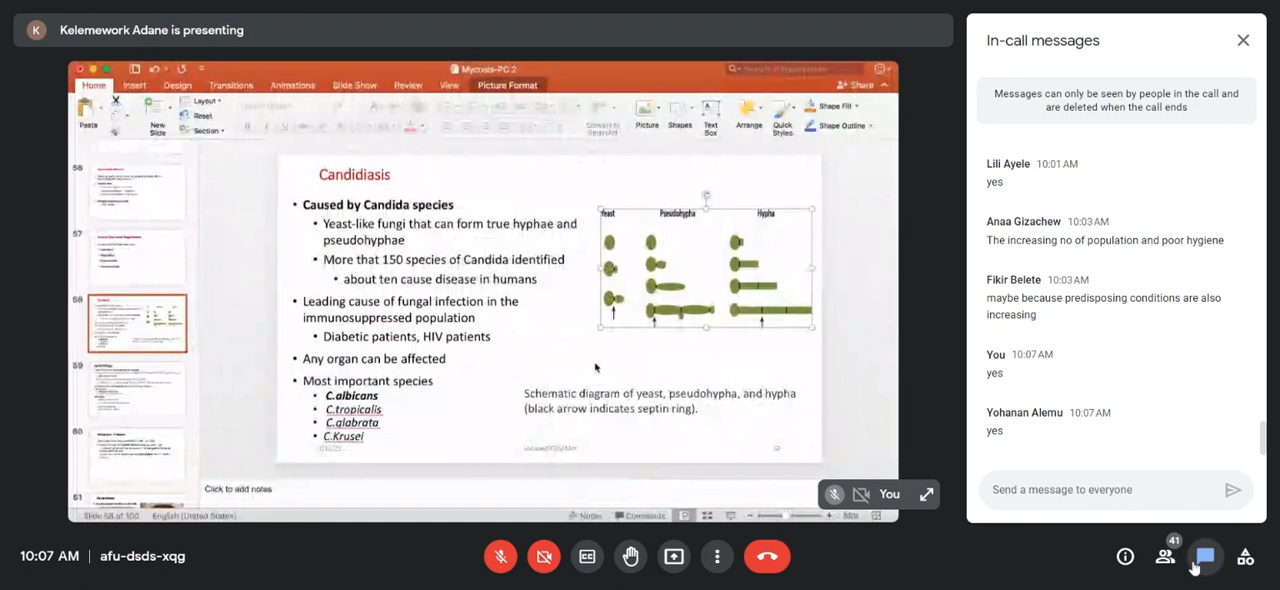 K Kelemework Adane is presenting
Mycosis-PC 2
Home Insert Design Transitions Animations Slide Show Review View Picture Format Share
Paste
New Slide
Layout
Reset
Section
Picture
Shapes
Text Box
Arrange
Quick Styles
Shape Fill
Shape Outline
56
57
58
59
60
61
Candidiasis
• Caused by Candida species
• Yeast-like fungi that can form true hyphae and
pseudohyphae
• More that 150 species of Candida identified
• about ten cause disease in humans
• Leading cause of fungal infection in the
immunosuppressed population
• Diabetic patients, HIV patients
• Any organ can be affected
• Most important species
• C.albicans
• C.tropicalis
• C.glabrata
• C.Krusei
Yeast Pseudohypha Hypha
Schematic diagram of yeast, pseudohypha, and hypha
(black arrow indicates septin ring).
Click to add notes
Slide 58 of 100 English (United States)
Notes Comments 88%
You
In-call messages
Messages can only be seen by people in the call and
are deleted when the call ends
Lili Ayele 10:01 AM
yes
Anaa Gizachew 10:03 AM
The increasing no of population and poor hygiene
Fikir Belete 10:03 AM
maybe because predisposing conditions are also
increasing
You 10:07 AM
yes
Yohanan Alemu 10:07 AM
yes
Send a message to everyone
10:07 AM | afu-dsds-xqg
CC
41